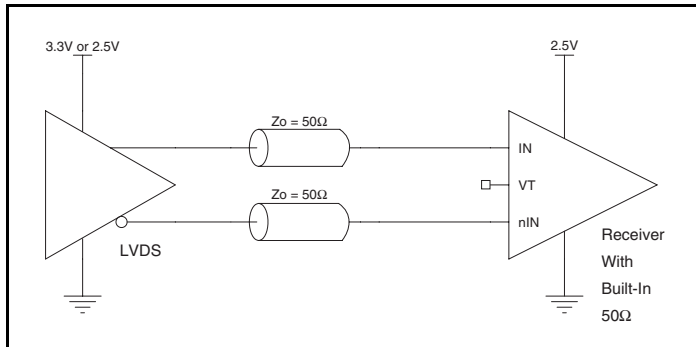 3.3V or 2.5V
2.5V
Zo = 50Ω
IN
VT
Zo = 50Ω
nIN
LVDS
Receiver
With
Built-In
50Ω